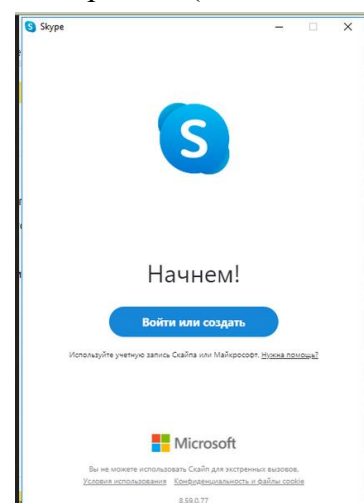 Skype
S
Начнем!
Войти или создать
Используйте учетную запись Скайпа или Майкрософт. Нужна помощь?
Microsoft
Вы не можете использовать Скайп для экстренных вызовов.
Условия использования Конфиденциальность и файлы cookie
8.59.0.77